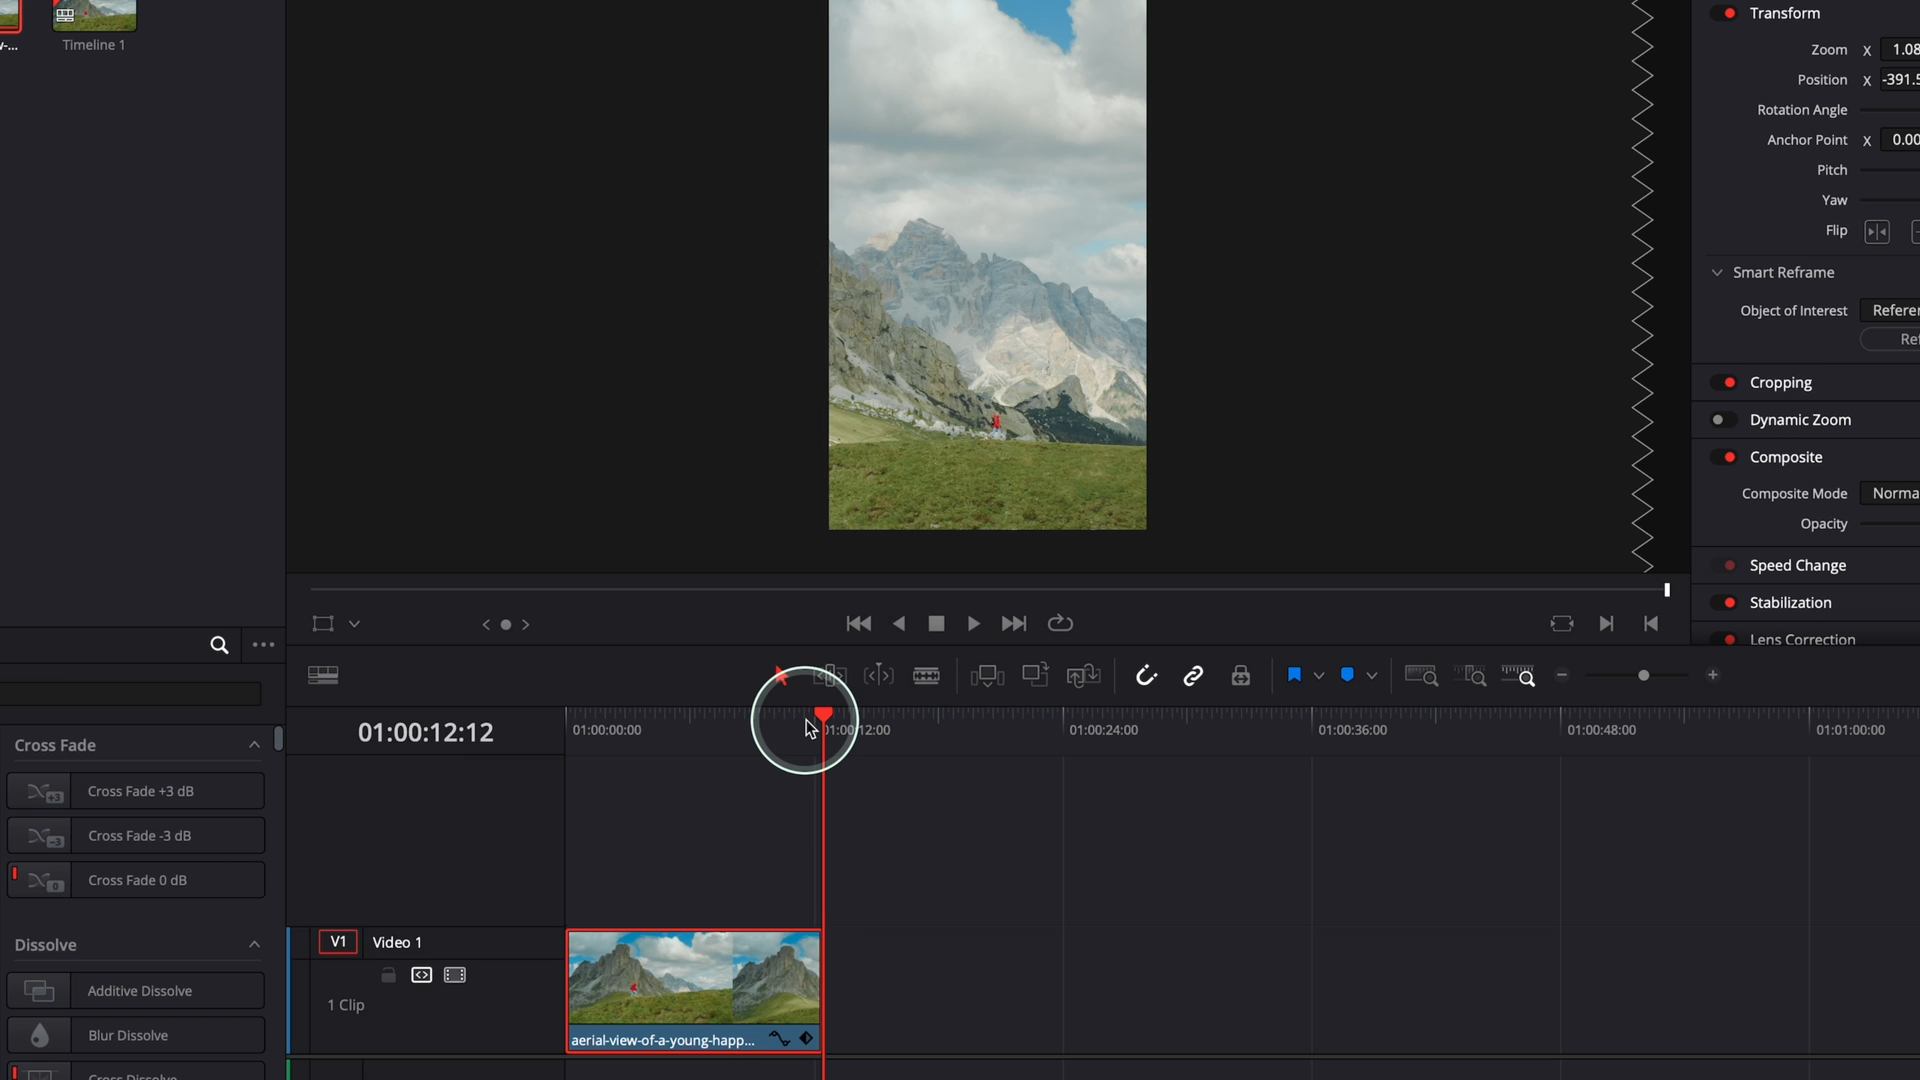 Timeline 1
Transform
Zoom X 1.08
Position X -391.5
Rotation Angle
Anchor Point X 0.00
Pitch
Yaw
Flip
Smart Reframe
Object of Interest Referen
Ref
Cropping
Dynamic Zoom
Composite
Composite Mode Norma
Opacity
Speed Change
Stabilization
Lens Correction
01:00:12:12
01:00:00:00
01:00:12:00
01:00:24:00
01:00:36:00
01:00:48:00
01:01:00:00
Cross Fade
+3 Cross Fade +3 dB
-3 Cross Fade -3 dB
0 Cross Fade 0 dB
Dissolve
Additive Dissolve
Blur Dissolve
Cross Dissolve
V1 Video 1
1 Clip
aerial-view-of-a-young-happ...